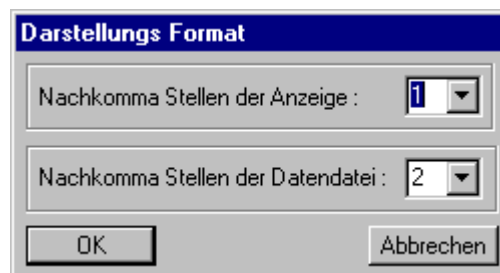 Darstellungs Format
Nachkomma Stellen der Anzeige : 1
Nachkomma Stellen der Datendatei : 2
OK Abbrechen